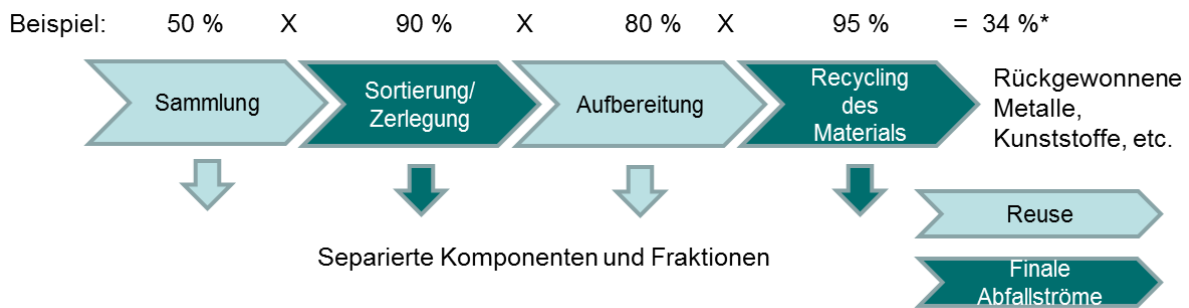 Beispiel: 50 % X 90 % X 80 % X 95 % = 34 %*
Sammlung
Sortierung/
Zerlegung
Aufbereitung
Recycling
des
Materials
Rückgewonnene
Metalle,
Kunststoffe, etc.
Separierte Komponenten und Fraktionen
Reuse
Finale
Abfallströme